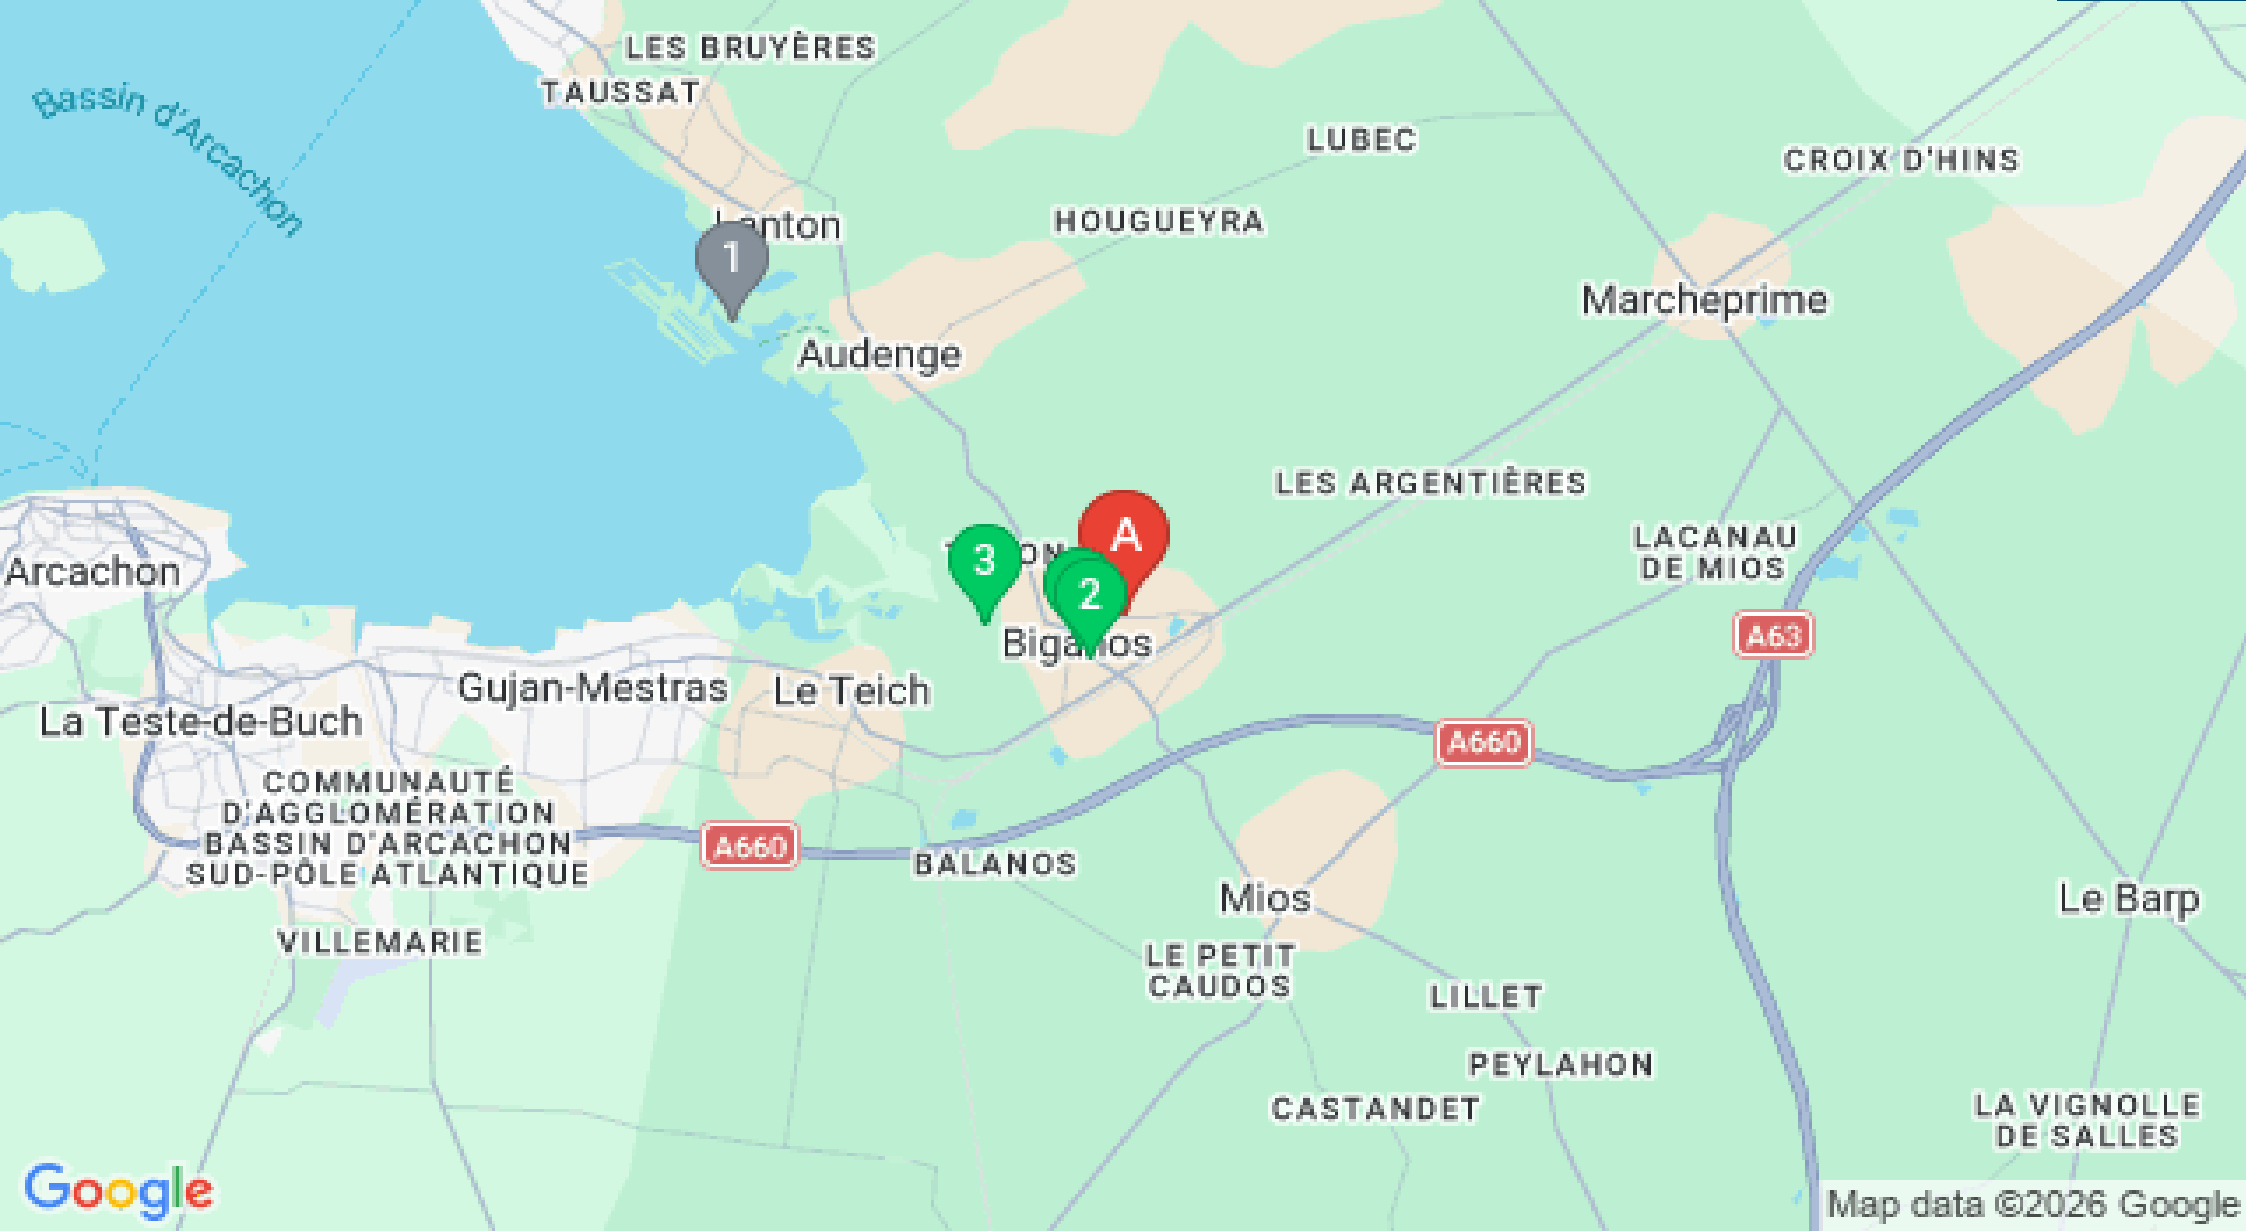 LES BRUYÈRES
TAUSSAT
Bassin d'Arcachon
LUBEC
CROIX D'HINS
Lanton
HOUGUEYRA
1
Marcheprime
Audenge
LES ARGENTIÈRES
A
3
2
LACANAU
DE MIOS
Arcachon
A63
Biganos
Gujan-Mestras
Le Teich
La Teste-de-Buch
A660
COMMUNAUTÉ
D'AGGLOMÉRATION
BASSIN D'ARCACHON
SUD-PÔLE ATLANTIQUE
A660
BALANOS
Mios
Le Barp
VILLEMARIE
LE PETIT
CAUDOS
LILLET
PEYLAHON
CASTANDET
LA VIGNOLLE
DE SALLES
Google
Map data ©2026 Google